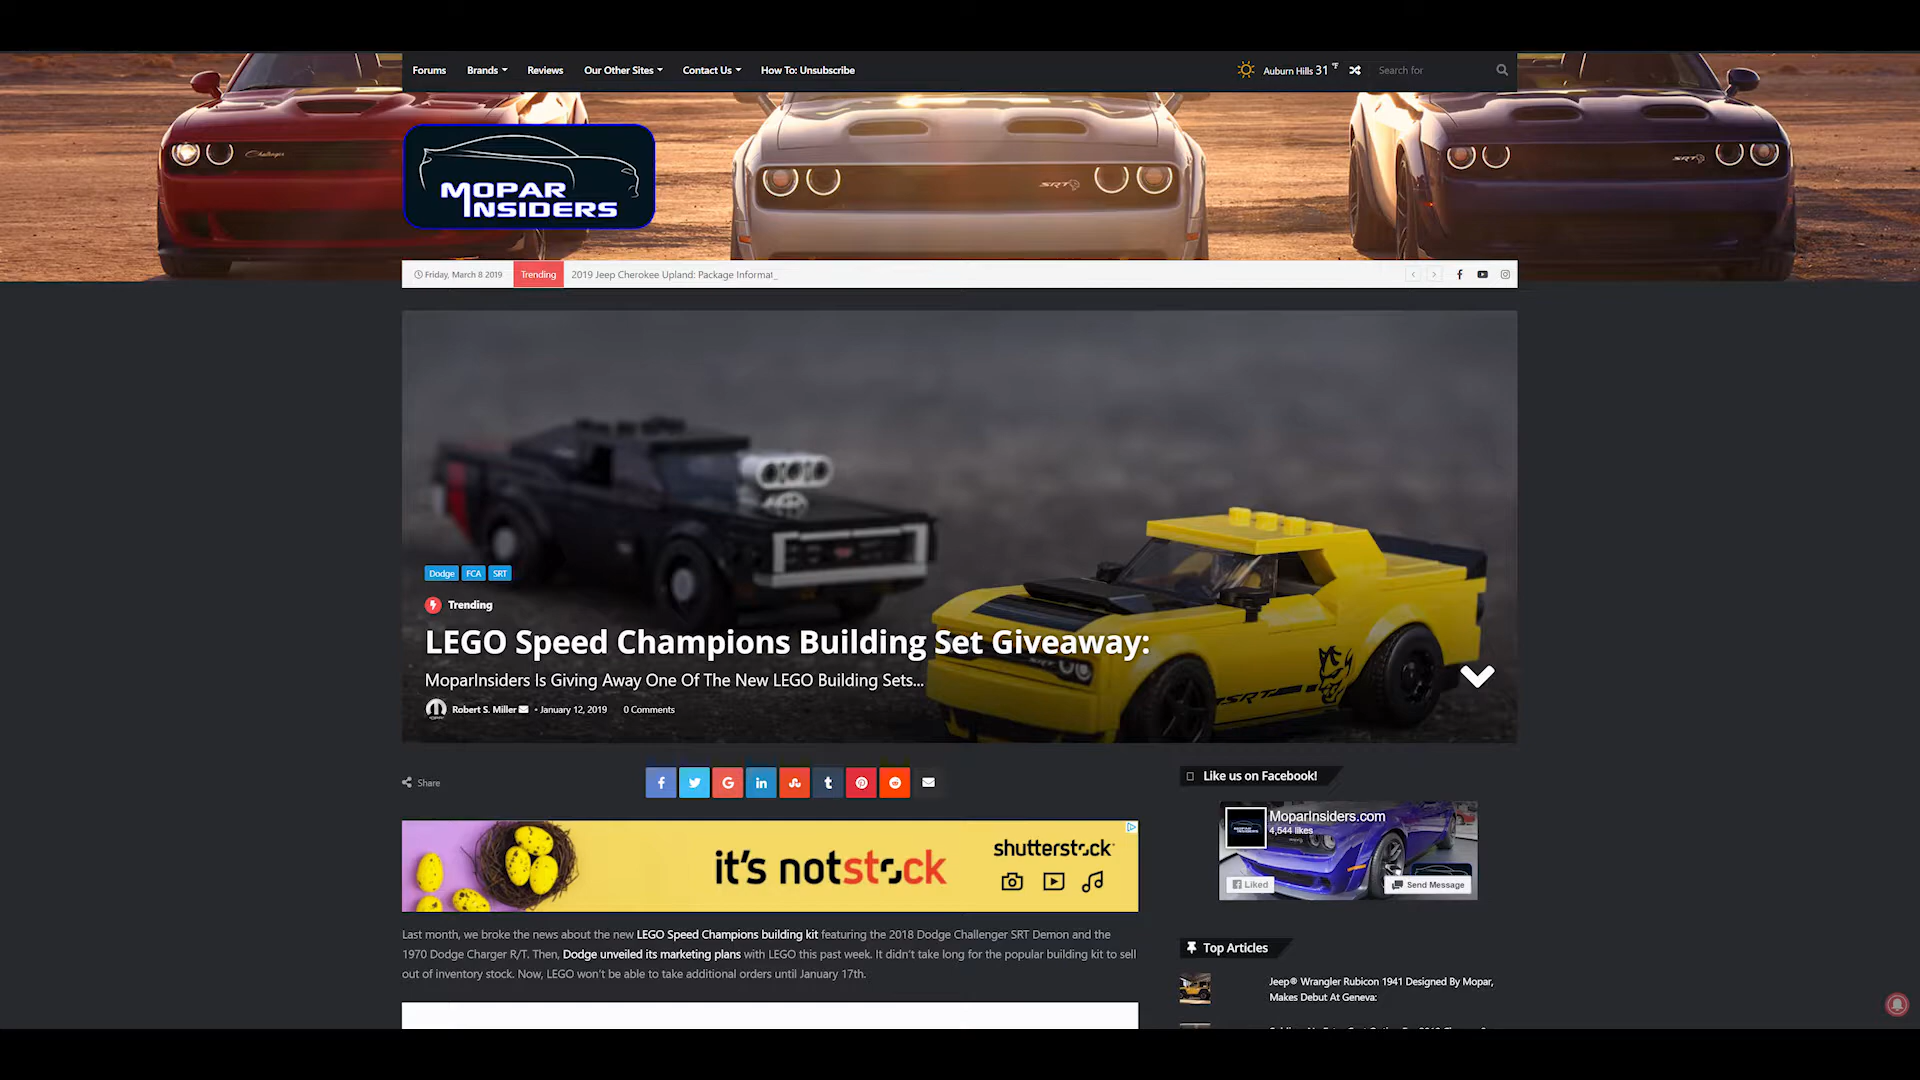 Forums Brands Reviews Our Other Sites Contact Us How To: Unsubscribe Auburn Hills 31 °F Search for
Challenger
SRT
SRT
MOPAR
INSIDERS
Friday, March 8 2019 Trending 2019 Jeep Cherokee Upland: Package Informat_
Dodge FCA SRT
Trending
LEGO Speed Champions Building Set Giveaway:
MoparInsiders Is Giving Away One Of The New LEGO Building Sets...
Robert S. Miller • January 12, 2019 0 Comments
SRT
Share
Like us on Facebook!
MoparInsiders.com
4,544 likes
Liked Send Message
it's notstock
shutterstock
Last month, we broke the news about the new LEGO Speed Champions building kit featuring the 2018 Dodge Challenger SRT Demon and the
1970 Dodge Charger R/T. Then, Dodge unveiled its marketing plans with LEGO this past week. It didn't take long for the popular building kit to sell
out of inventory stock. Now, LEGO won't be able to take additional orders until January 17th.
Top Articles
Jeep® Wrangler Rubicon 1941 Designed By Mopar,
Makes Debut At Geneva: